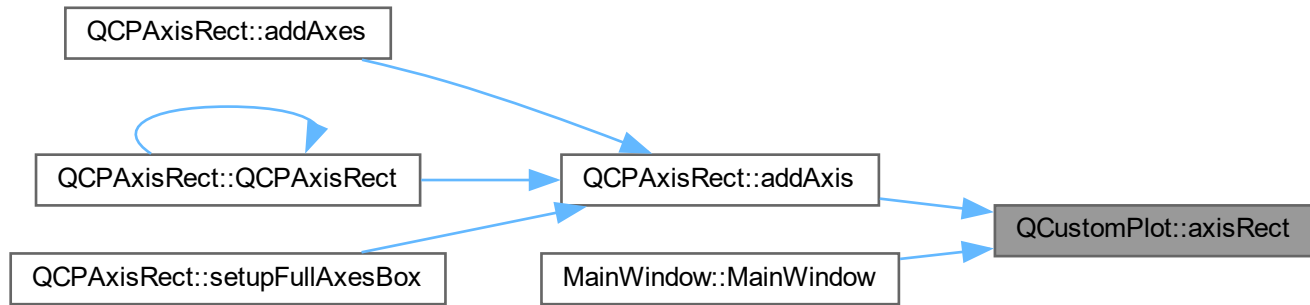 QCPAxisRect::addAxes
QCPAxisRect::QCPAxisRect
QCPAxisRect::addAxis
QCustomPlot::axisRect
QCPAxisRect::setupFullAxesBox
MainWindow::MainWindow